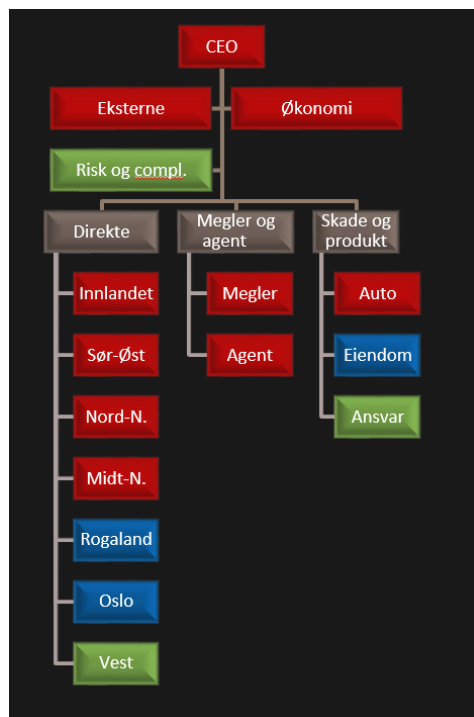 CEO
Eksterne
Økonomi
Risk og compl.
Direkte
Megler og
agent
Skade og
produkt
Innlandet
Sør-Øst
Nord-N.
Midt-N.
Rogaland
Oslo
Vest
Megler
Agent
Auto
Eiendom
Ansvar